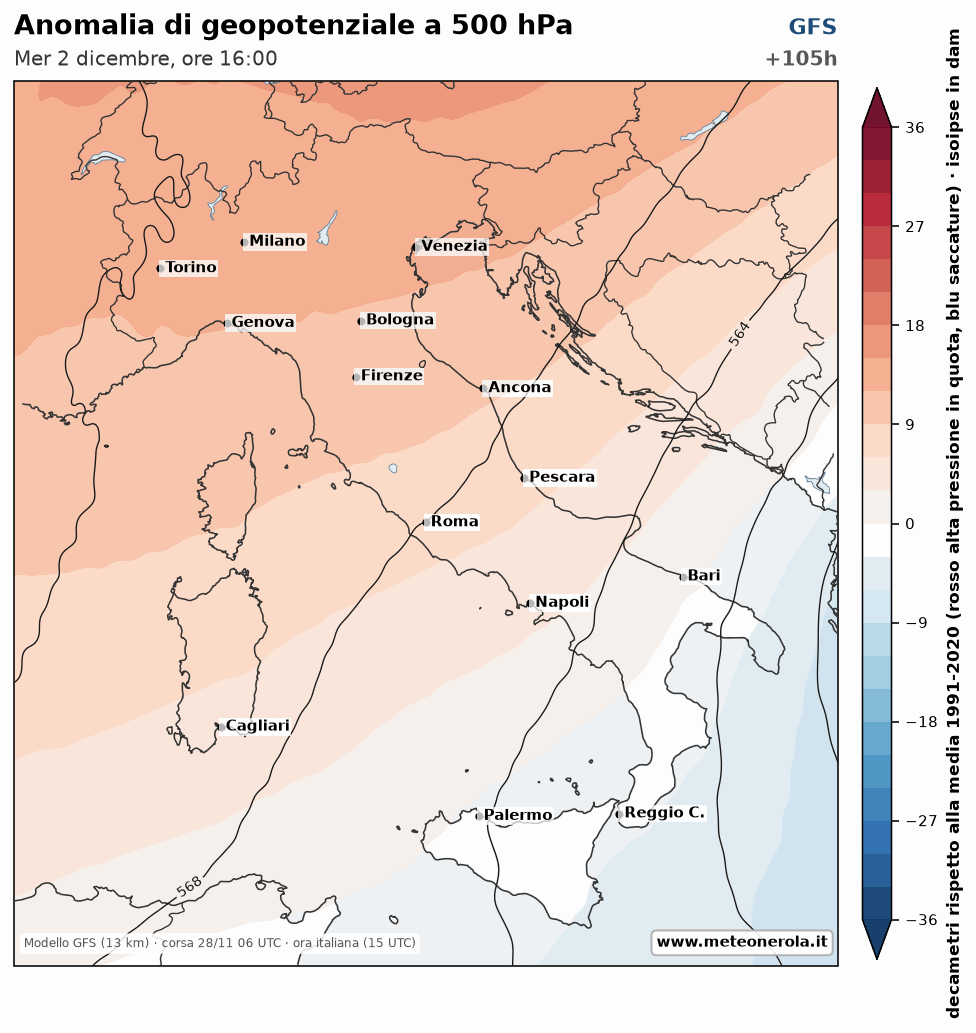 Anomalia di geopotenziale a 500 hPa
GFS
Mer 2 dicembre, ore 16:00
+105h
Milano
Venezia
Torino
Genova
Bologna
Firenze
Ancona
564
Pescara
Roma
Bari
Napoli
Cagliari
Palermo
Reggio C.
568
Modello GFS (13 km) · corsa 28/11 06 UTC · ora italiana (15 UTC)
www.meteonerola.it
36
27
18
9
0
−9
−18
−27
−36
decametri rispetto alla media 1991-2020 (rosso alta pressione in quota, blu saccature) · isoipse in dam